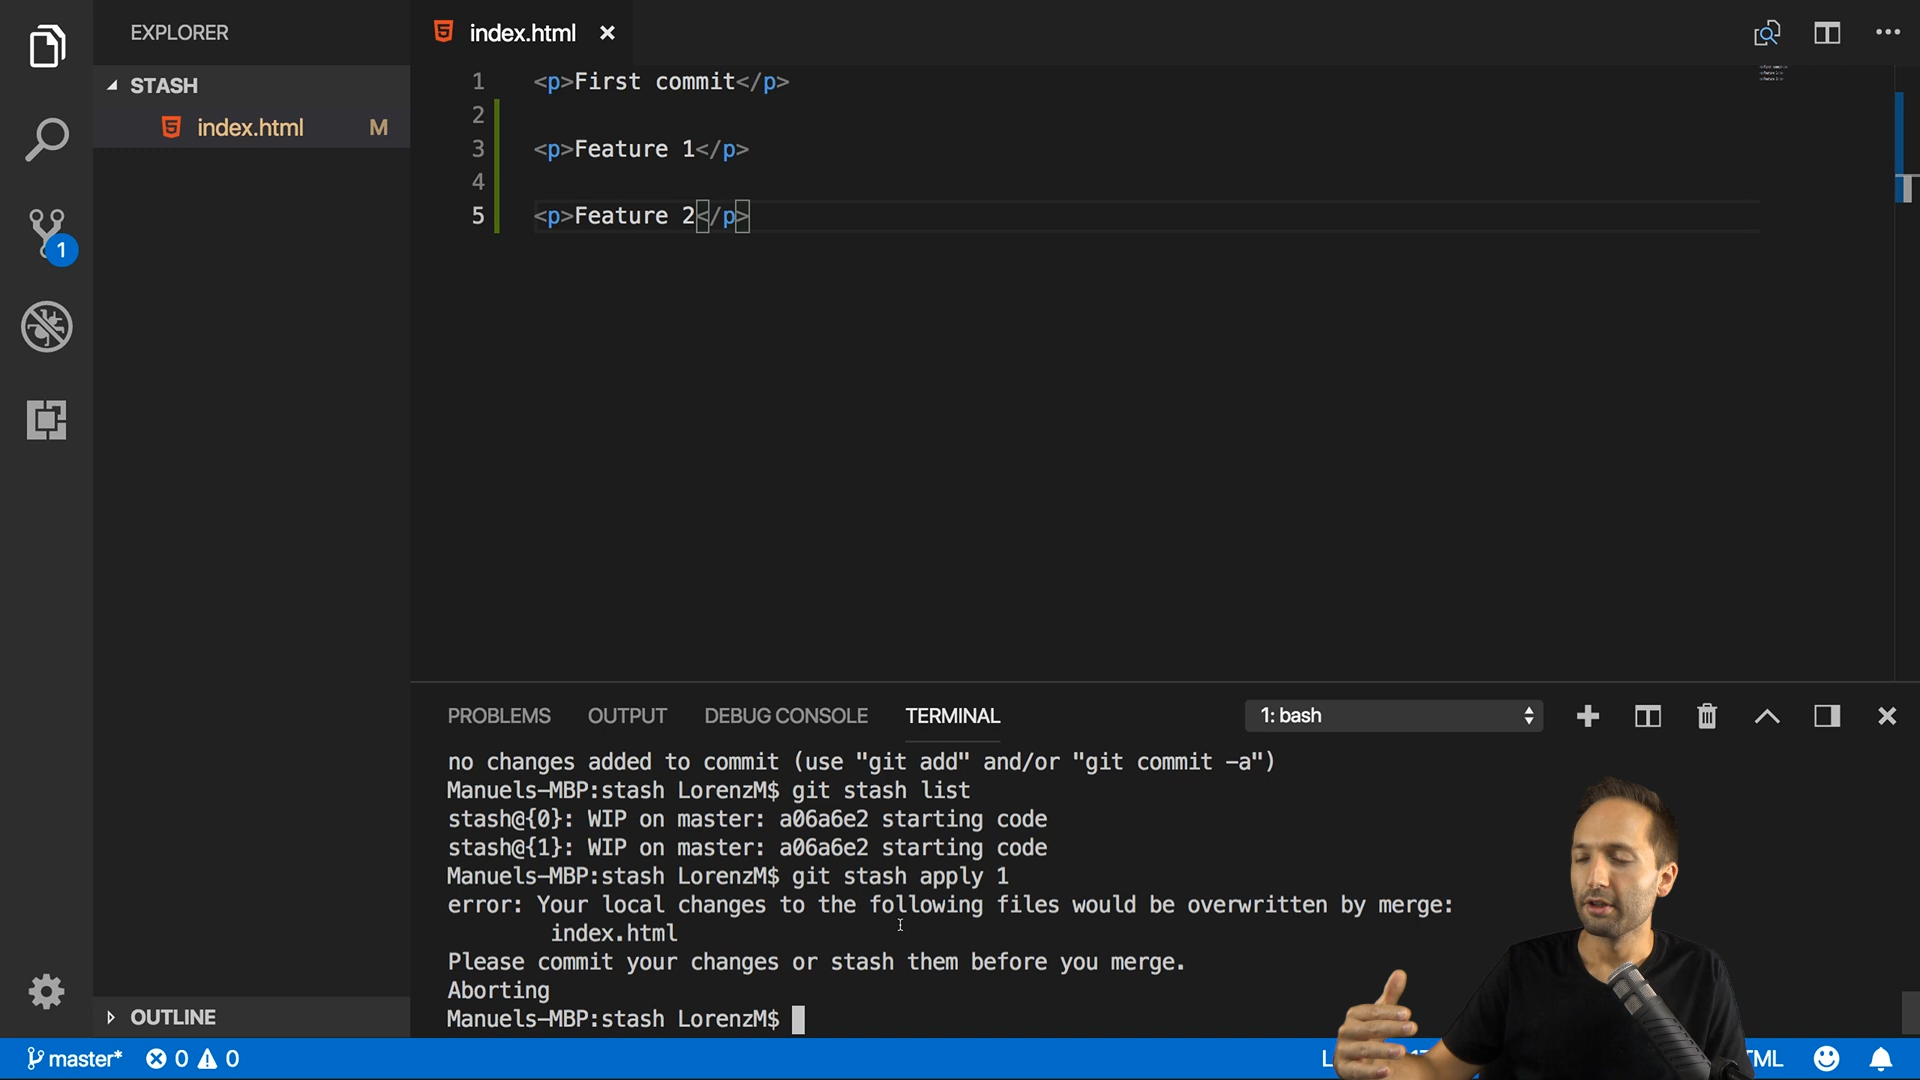 EXPLORER
STASH
index.html M
1
OUTLINE
index.html
1 <p>First commit</p>
2
3 <p>Feature 1</p>
4
5 <p>Feature 2</p>
PROBLEMS OUTPUT DEBUG CONSOLE TERMINAL 1: bash
no changes added to commit (use "git add" and/or "git commit -a")
Manuels-MBP:stash LorenzM$ git stash list
stash@{0}: WIP on master: a06a6e2 starting code
stash@{1}: WIP on master: a06a6e2 starting code
Manuels-MBP:stash LorenzM$ git stash apply 1
error: Your local changes to the following files would be overwritten by merge:
index.html
Please commit your changes or stash them before you merge.
Aborting
Manuels-MBP:stash LorenzM$
master* 0 0